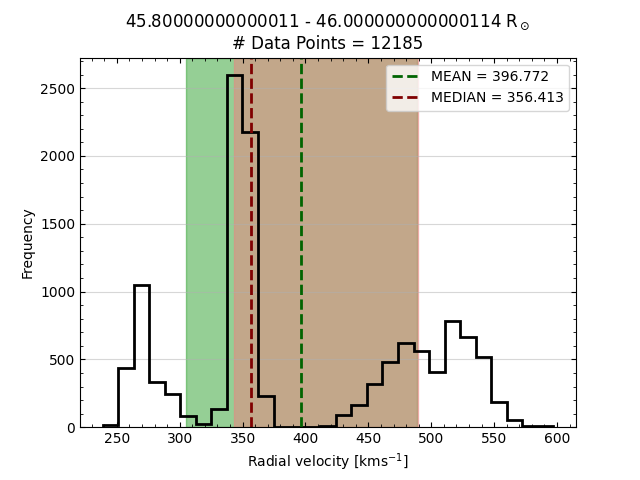 45.80000000000011 - 46.000000000000114 R⊙
# Data Points = 12185
MEAN = 396.772
MEDIAN = 356.413
Frequency
2500
2000
1500
1000
500
0
250 300 350 400 450 500 550 600
Radial velocity [kms⁻¹]